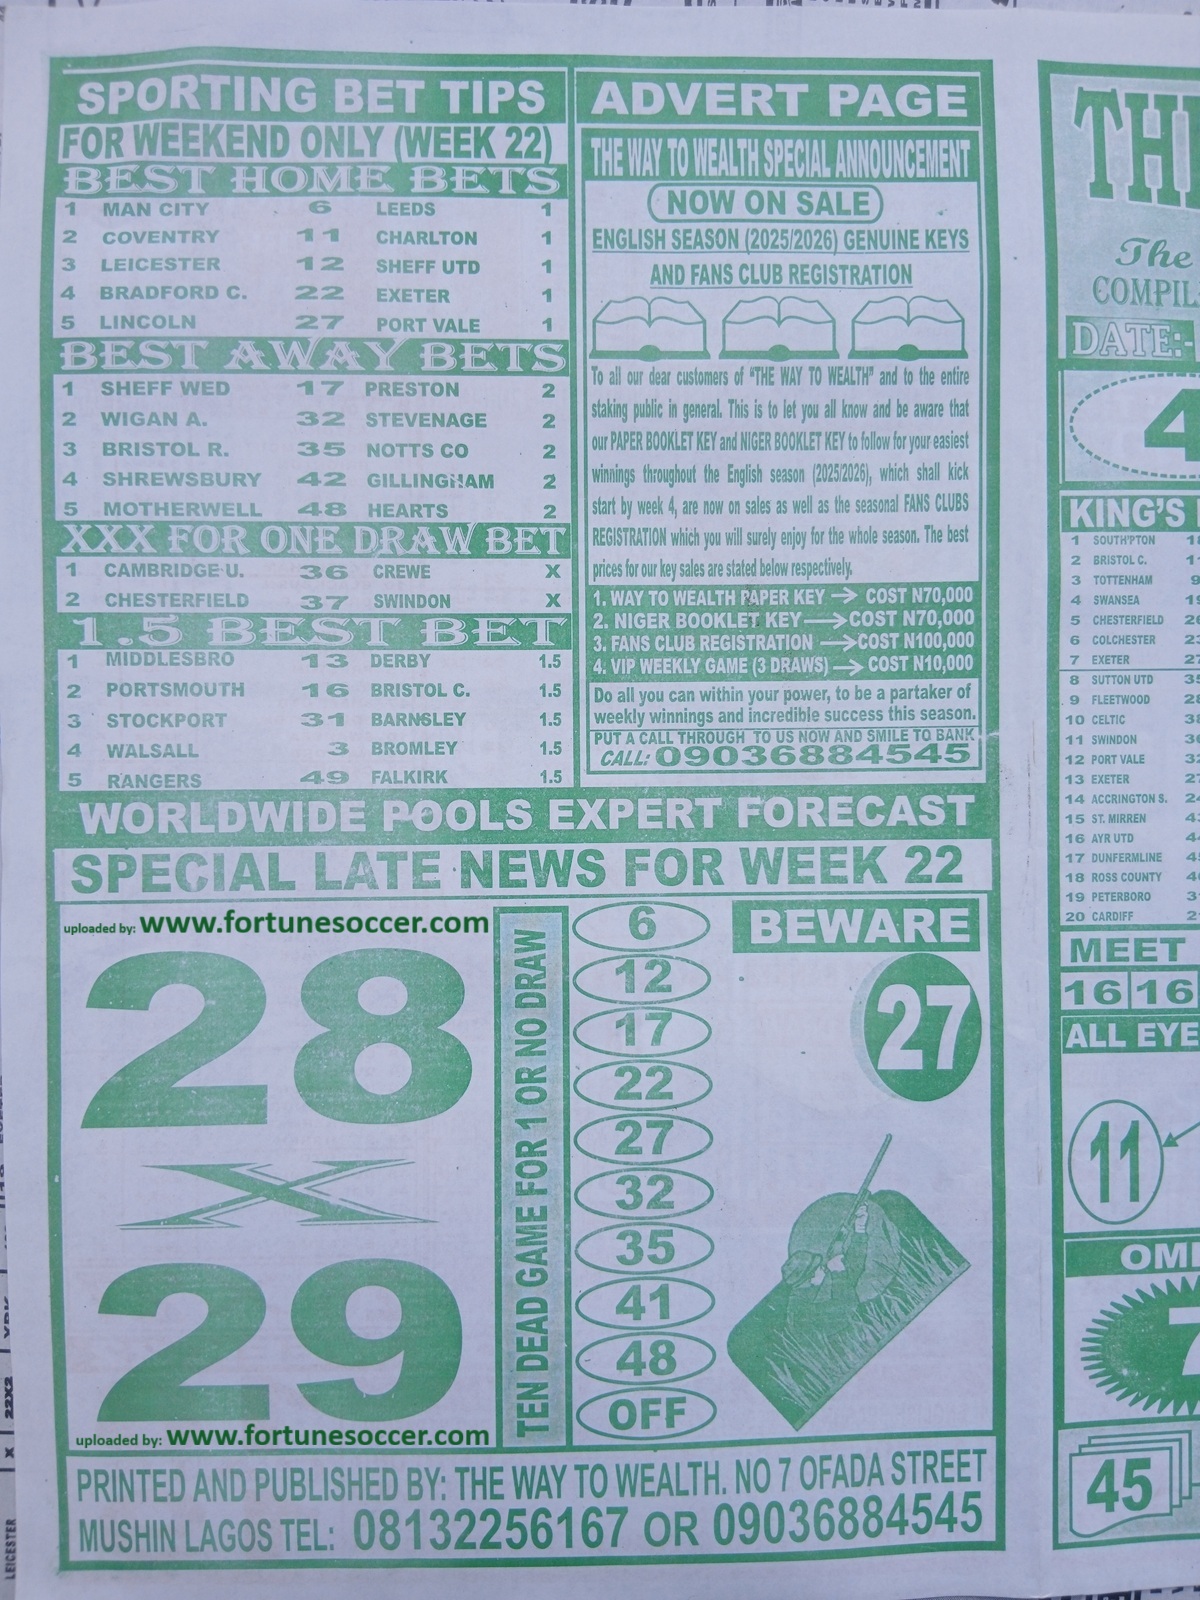 SPORTING BET TIPS
FOR WEEKEND ONLY (WEEK 22)
BEST HOME BETS
1 MAN CITY 6 LEEDS 1
2 COVENTRY 11 CHARLTON 1
3 LEICESTER 12 SHEFF UTD 1
4 BRADFORD C. 22 EXETER 1
5 LINCOLN 27 PORT VALE 1
BEST AWAY BETS
1 SHEFF WED 17 PRESTON 2
2 WIGAN A. 32 STEVENAGE 2
3 BRISTOL R. 35 NOTTS CO 2
4 SHREWSBURY 42 GILLINGHAM 2
5 MOTHERWELL 48 HEARTS 2
XXX FOR ONE DRAW BET
1 CAMBRIDGE U. 36 CREWE X
2 CHESTERFIELD 37 SWINDON X
1.5 BEST BET
1 MIDDLESBRO 13 DERBY 1.5
2 PORTSMOUTH 16 BRISTOL C. 1.5
3 STOCKPORT 31 BARNSLEY 1.5
4 WALSALL 3 BROMLEY 1.5
5 RANGERS 49 FALKIRK 1.5
ADVERT PAGE
THE WAY TO WEALTH SPECIAL ANNOUNCEMENT
NOW ON SALE
ENGLISH SEASON (2025/2026) GENUINE KEYS
AND FANS CLUB REGISTRATION
To all our dear customers of "THE WAY TO WEALTH" and to the entire
staking public in general. This is to let you all know and be aware that
our PAPER BOOKLET KEY and NIGER BOOKLET KEY to follow for your easiest
winnings throughout the English season (2025/2026), which shall kick
start by week 4, are now on sales as well as the seasonal FANS CLUBS
REGISTRATION which you will surely enjoy for the whole season. The best
prices for our key sales are stated below respectively.
1. WAY TO WEALTH PAPER KEY → COST N70,000
2. NIGER BOOKLET KEY → COST N70,000
3. FANS CLUB REGISTRATION → COST N100,000
4. VIP WEEKLY GAME (3 DRAWS) → COST N10,000
Do all you can within your power, to be a partaker of
weekly winnings and incredible success this season.
PUT A CALL THROUGH TO US NOW AND SMILE TO BANK
CALL: 09036884545
WORLDWIDE POOLS EXPERT FORECAST
SPECIAL LATE NEWS FOR WEEK 22
uploaded by: www.fortunesoccer.com
28
X
29
uploaded by: www.fortunesoccer.com
TEN DEAD GAME FOR 1 OR NO DRAW
6
12
17
22
27
32
35
41
48
OFF
BEWARE
27
PRINTED AND PUBLISHED BY: THE WAY TO WEALTH. NO 7 OFADA STREET
MUSHIN LAGOS TEL: 08132256167 OR 09036884545
The
DATE:-
4
KING'S
1 SOUTH'PTON
2 BRISTOL C.
3 TOTTENHAM
4 SWANSEA
5 CHESTERFIELD
6 COLCHESTER
7 EXETER
8 SUTTON UTD
9 FLEETWOOD
10 CELTIC
11 SWINDON
12 PORT VALE
13 EXETER
14 ACCRINGTON S.
15 ST. MIRREN
16 AYR UTD
17 DUNFERMLINE
18 ROSS COUNTY
19 PETERBORO
20 CARDIFF
MEET
16 16
11
45
LEICESTER X 22X2